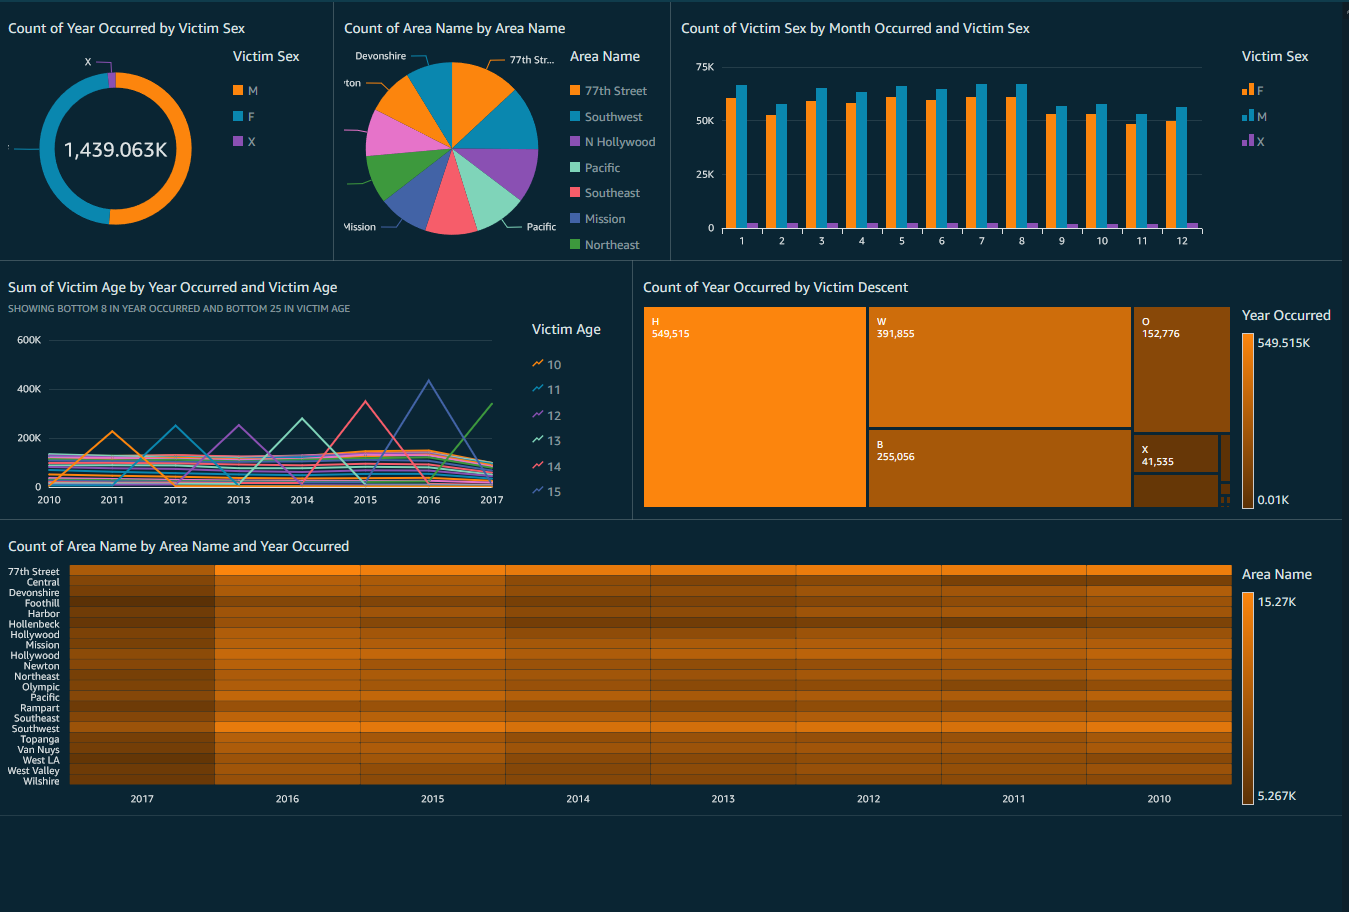 Count of Year Occurred by Victim Sex
X
1,439.063K
Victim Sex
M
F
X
Count of Area Name by Area Name
Devonshire
77th Str...
ton
Mission
Pacific
Area Name
77th Street
Southwest
N Hollywood
Pacific
Southeast
Mission
Northeast
Count of Victim Sex by Month Occurred and Victim Sex
75K
50K
25K
0
1 2 3 4 5 6 7 8 9 10 11 12
Victim Sex
F
M
X
Sum of Victim Age by Year Occurred and Victim Age
SHOWING BOTTOM 8 IN YEAR OCCURRED AND BOTTOM 25 IN VICTIM AGE
600K
400K
200K
0
2010 2011 2012 2013 2014 2015 2016 2017
Victim Age
10
11
12
13
14
15
Count of Year Occurred by Victim Descent
H
549,515
W
391,855
B
255,056
O
152,776
X
41,535
Year Occurred
549.515K
0.01K
Count of Area Name by Area Name and Year Occurred
77th Street
Central
Devonshire
Foothill
Harbor
Hollenbeck
Hollywood
Mission
Hollywood
Newton
Northeast
Olympic
Pacific
Rampart
Southeast
Southwest
Topanga
Van Nuys
West LA
West Valley
Wilshire
2017 2016 2015 2014 2013 2012 2011 2010
Area Name
15.27K
5.267K